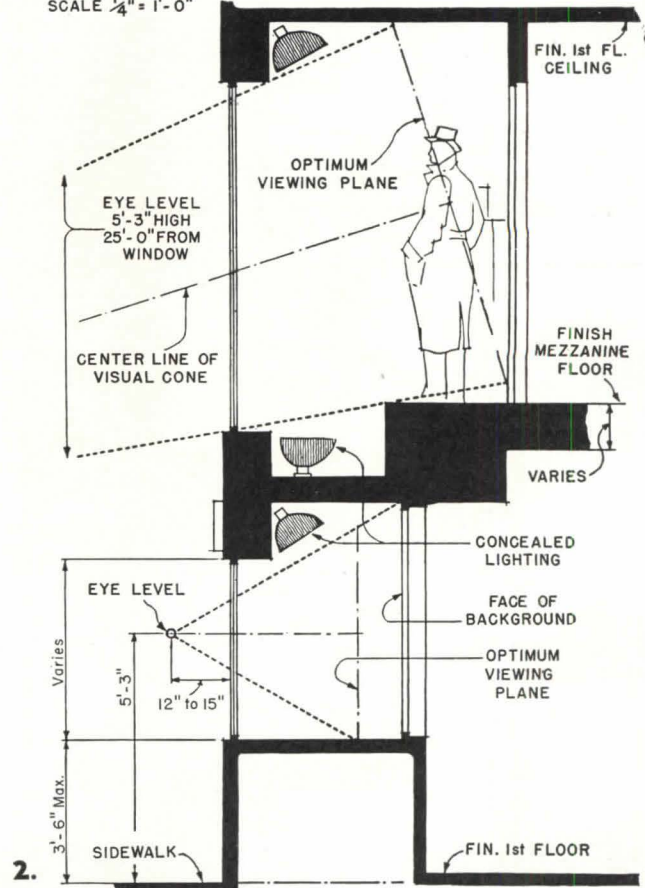 SCALE 1/4" = 1'-0"
FIN. 1st FL.
CEILING
OPTIMUM
VIEWING PLANE
EYE LEVEL
5'-3" HIGH
25'-0" FROM
WINDOW
CENTER LINE OF
VISUAL CONE
FINISH
MEZZANINE
FLOOR
VARIES
CONCEALED
LIGHTING
EYE LEVEL
FACE OF
BACKGROUND
Varies
5'-3"
12" to 15"
OPTIMUM
VIEWING
PLANE
3'-6" Max.
2.
SIDEWALK
FIN. 1st FLOOR